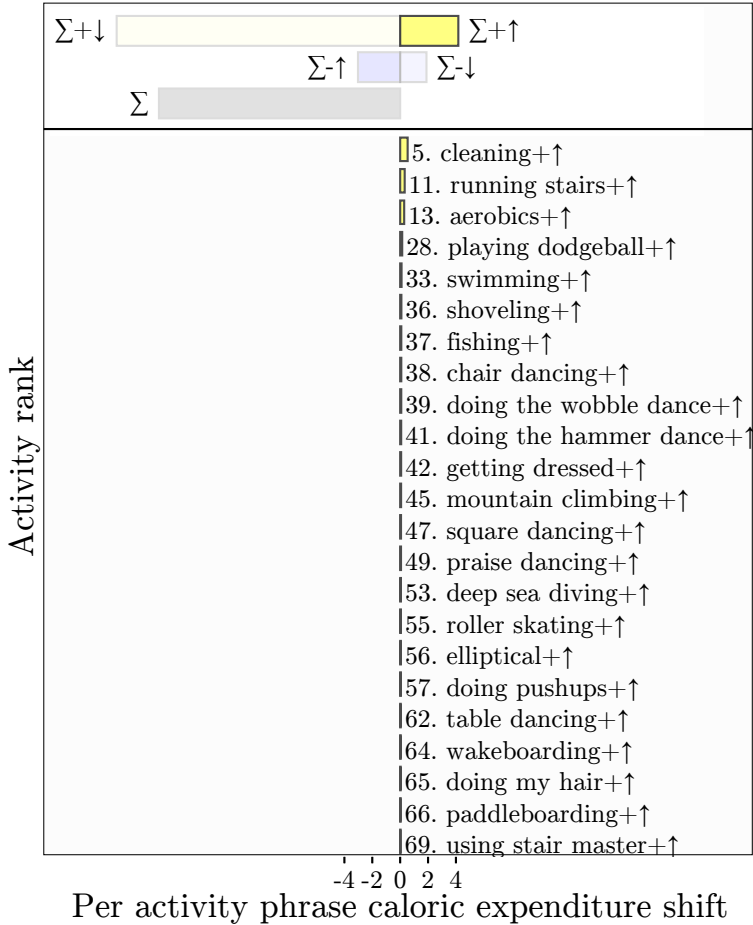 ∑+↓ ∑+↑
∑-↑ ∑-↓
∑
5. cleaning+↑
11. running stairs+↑
13. aerobics+↑
28. playing dodgeball+↑
33. swimming+↑
36. shoveling+↑
37. fishing+↑
38. chair dancing+↑
39. doing the wobble dance+↑
41. doing the hammer dance+↑
42. getting dressed+↑
45. mountain climbing+↑
47. square dancing+↑
49. praise dancing+↑
53. deep sea diving+↑
55. roller skating+↑
56. elliptical+↑
57. doing pushups+↑
62. table dancing+↑
64. wakeboarding+↑
65. doing my hair+↑
66. paddleboarding+↑
69. using stair master+↑
Activity rank
-4 -2 0 2 4
Per activity phrase caloric expenditure shift